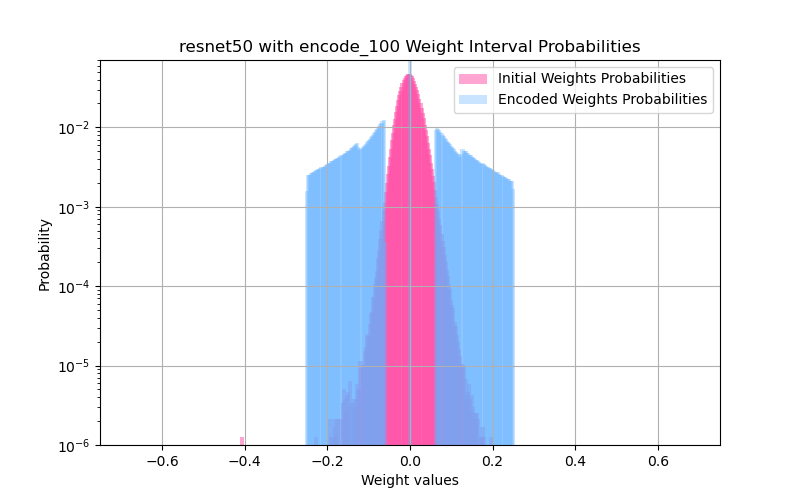 resnet50 with encode_100 Weight Interval Probabilities
Initial Weights Probabilities
Encoded Weights Probabilities
Probability
10⁻²
10⁻³
10⁻⁴
10⁻⁵
10⁻⁶
−0.6 −0.4 −0.2 0.0 0.2 0.4 0.6
Weight values